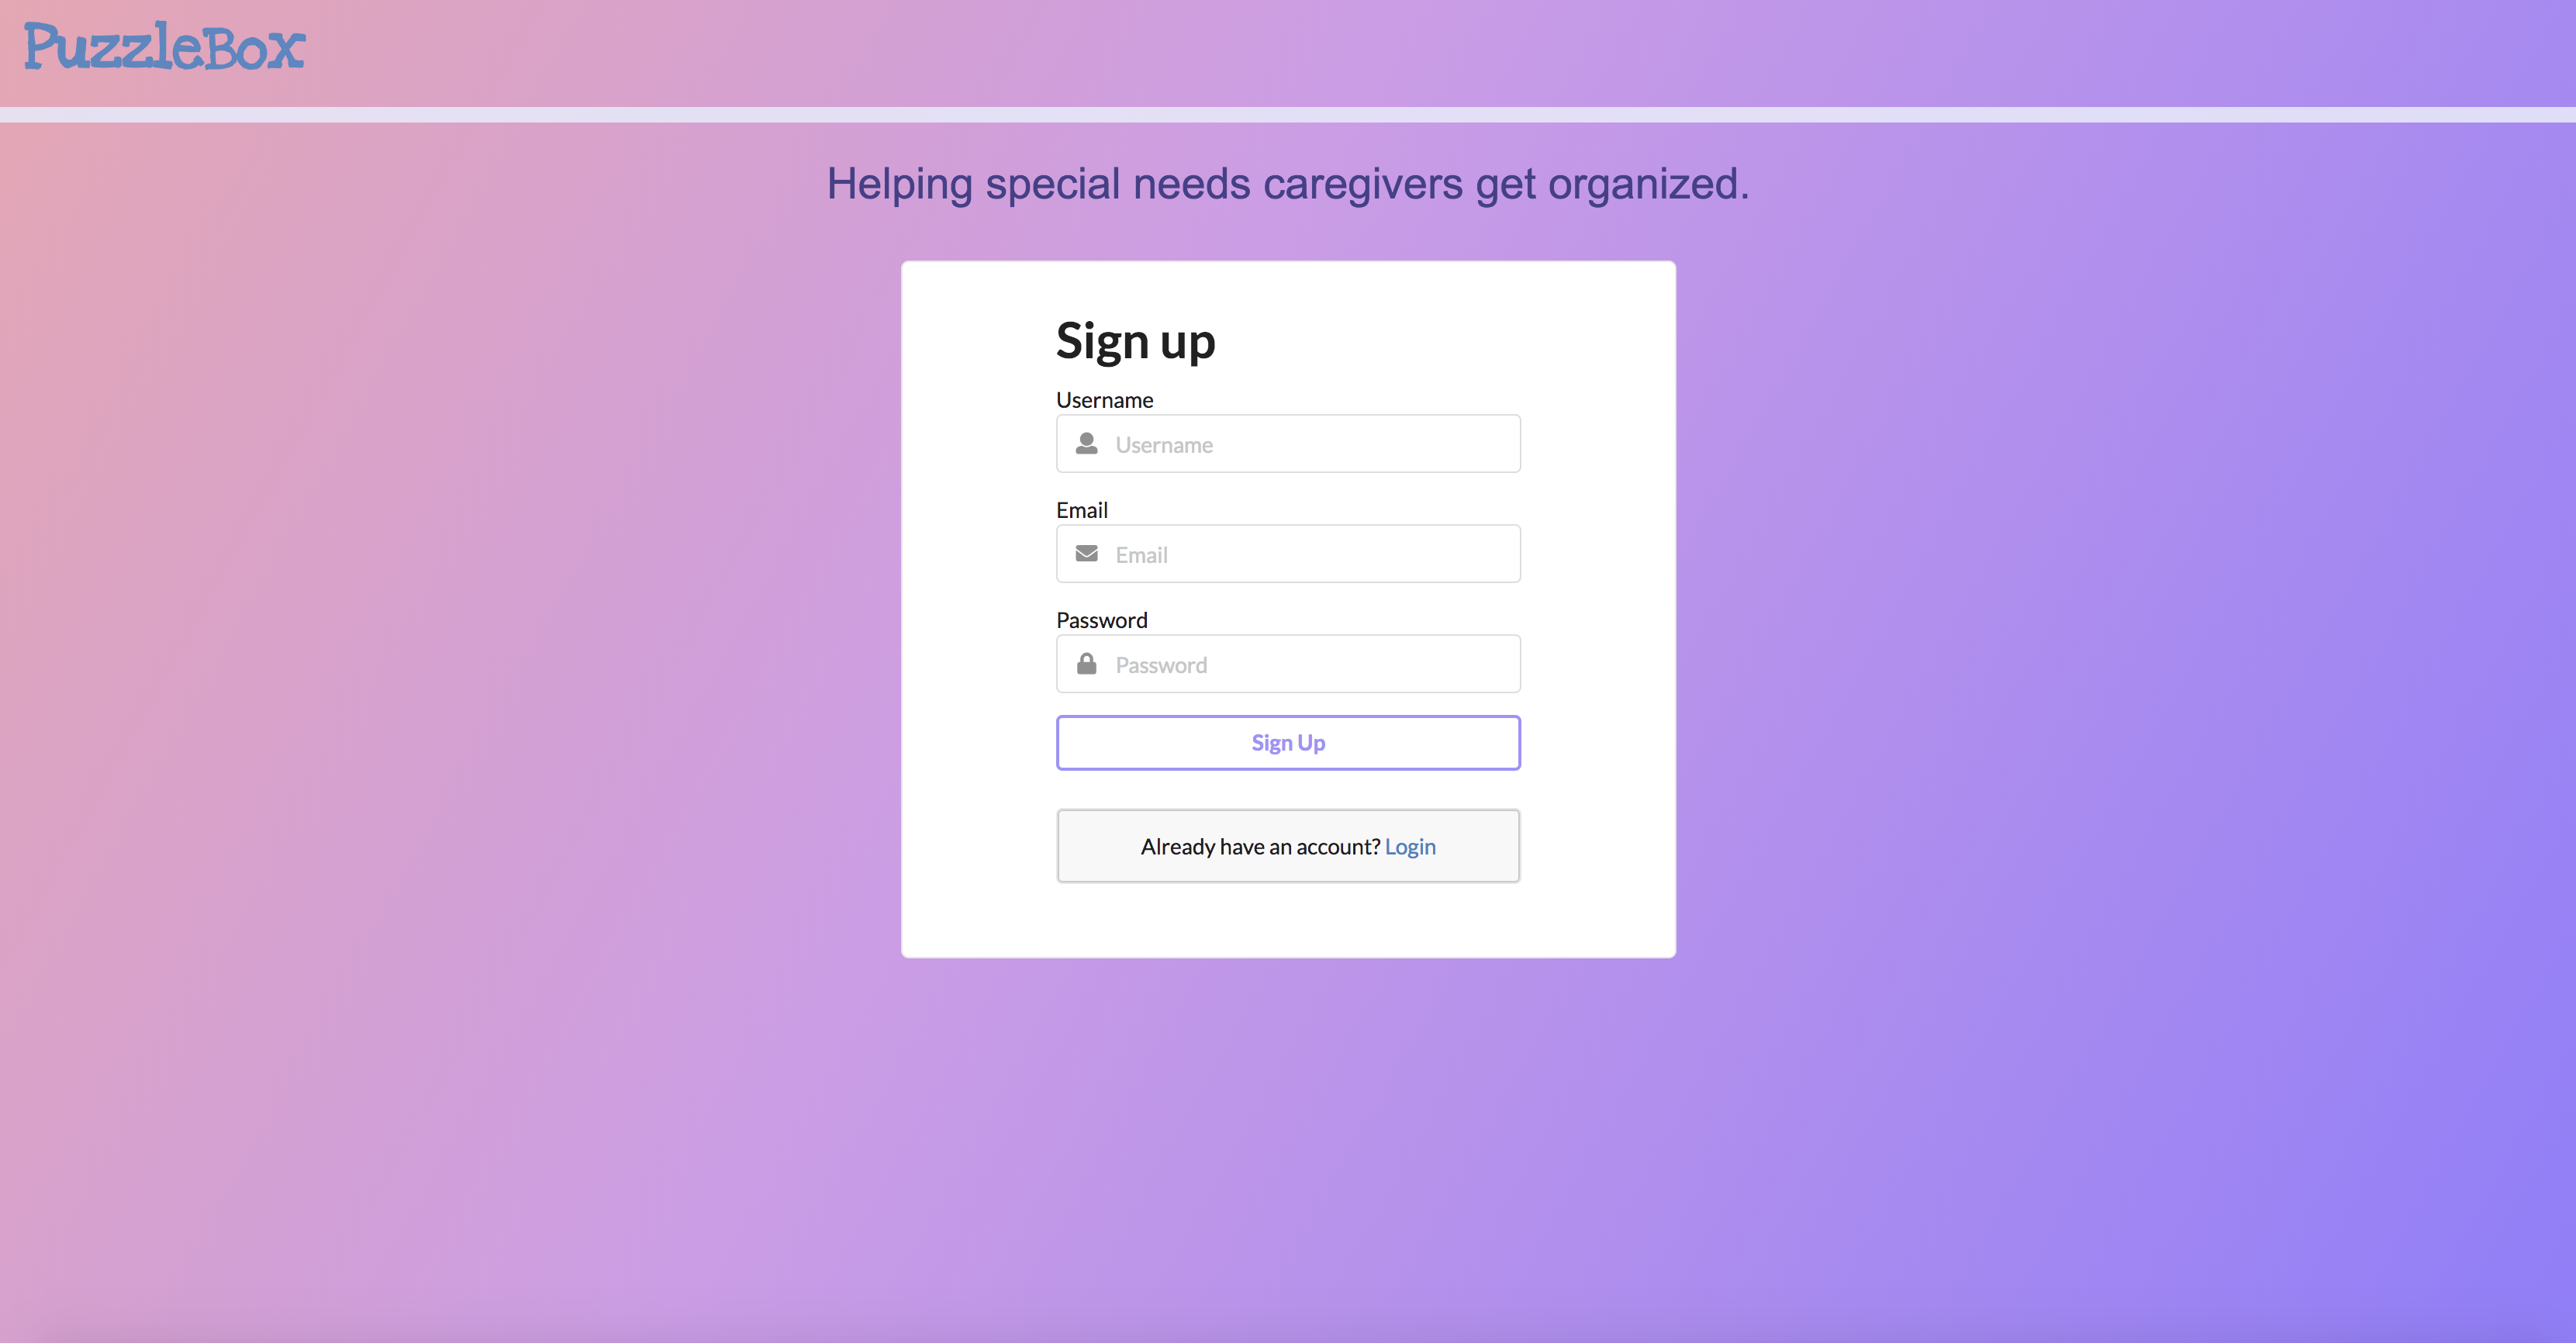 PuzzleBox
Helping special needs caregivers get organized.
Sign up
Username
Username
Email
Email
Password
Password
Sign Up
Already have an account? Login